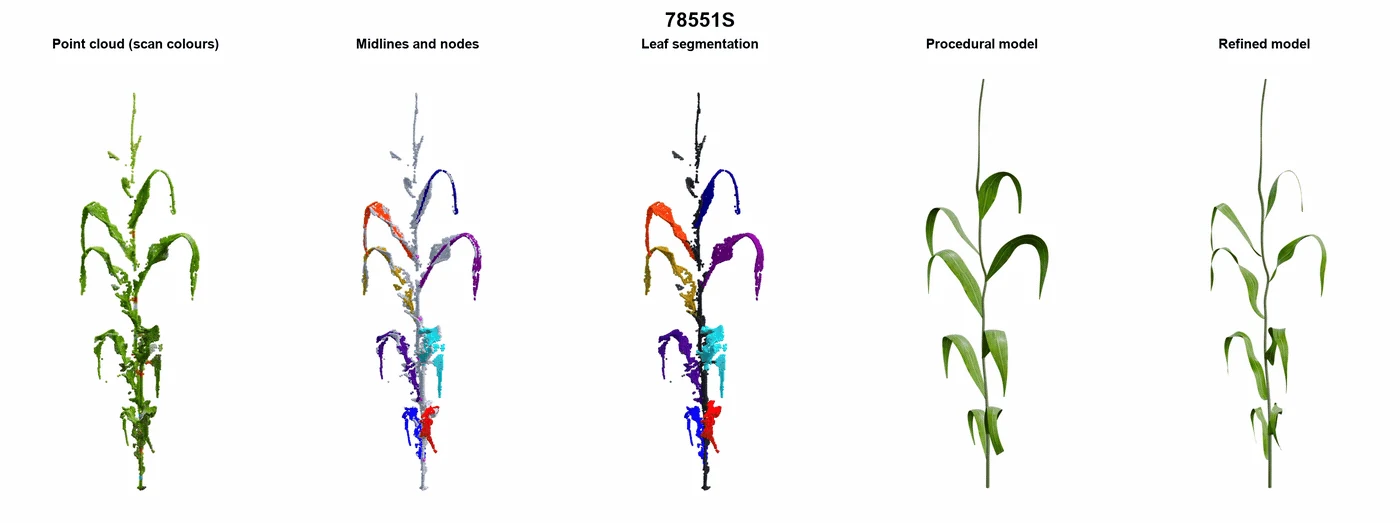 78551S
Point cloud (scan colours)
Midlines and nodes
Leaf segmentation
Procedural model
Refined model